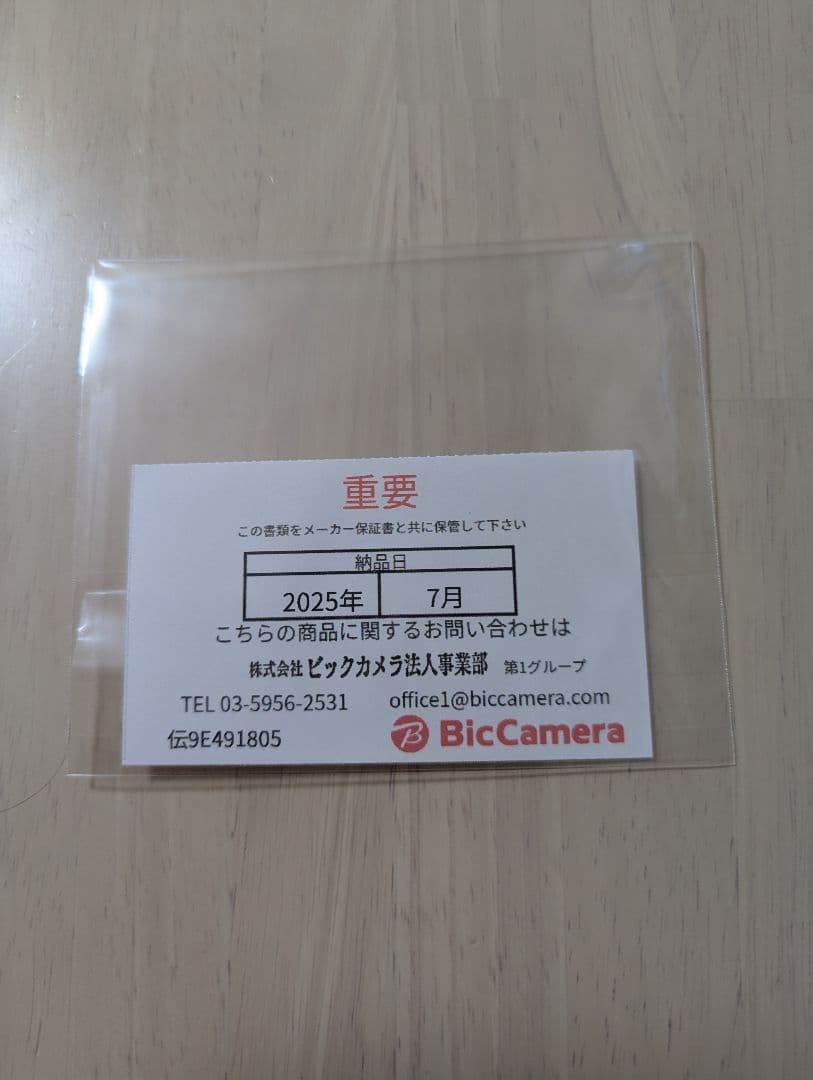 重要
この書類をメーカー保証書と共に保管して下さい
納品日
2025年 7月
こちらの商品に関するお問い合わせは
株式会社 ビックカメラ法人事業部 第1グループ
TEL 03-5956-2531 office1@biccamera.com
伝9E491805 BicCamera